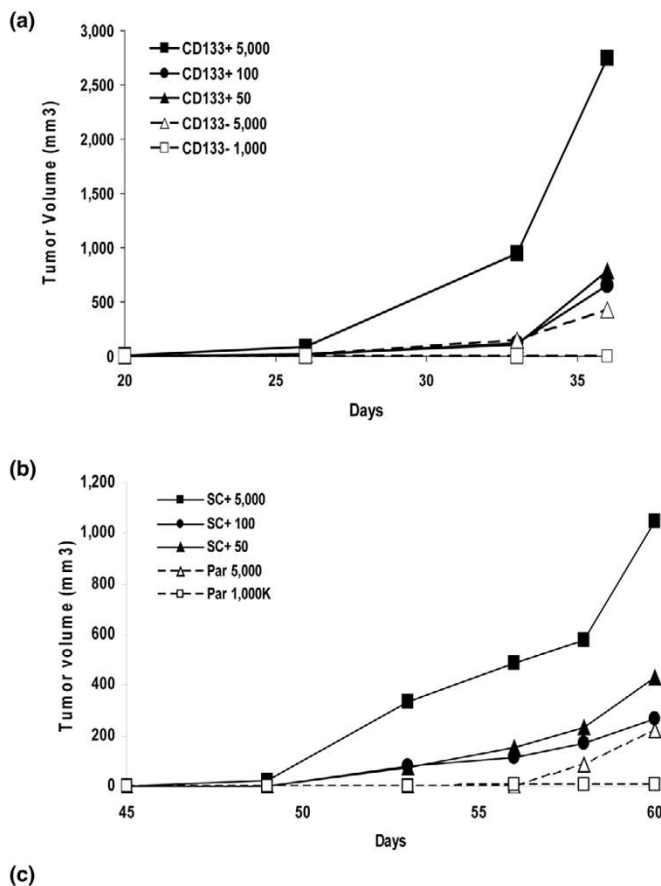 (a)
3,000
2,500
2,000
1,500
1,000
500
0
Tumor Volume (mm3)
CD133+ 5,000
CD133+ 100
CD133+ 50
CD133- 5,000
CD133- 1,000
20 25 30 35
Days
(b)
1,200
1,000
800
600
400
200
0
Tumor volume (mm3)
SC+ 5,000
SC+ 100
SC+ 50
Par 5,000
Par 1,000K
45 50 55 60
Days
(c)